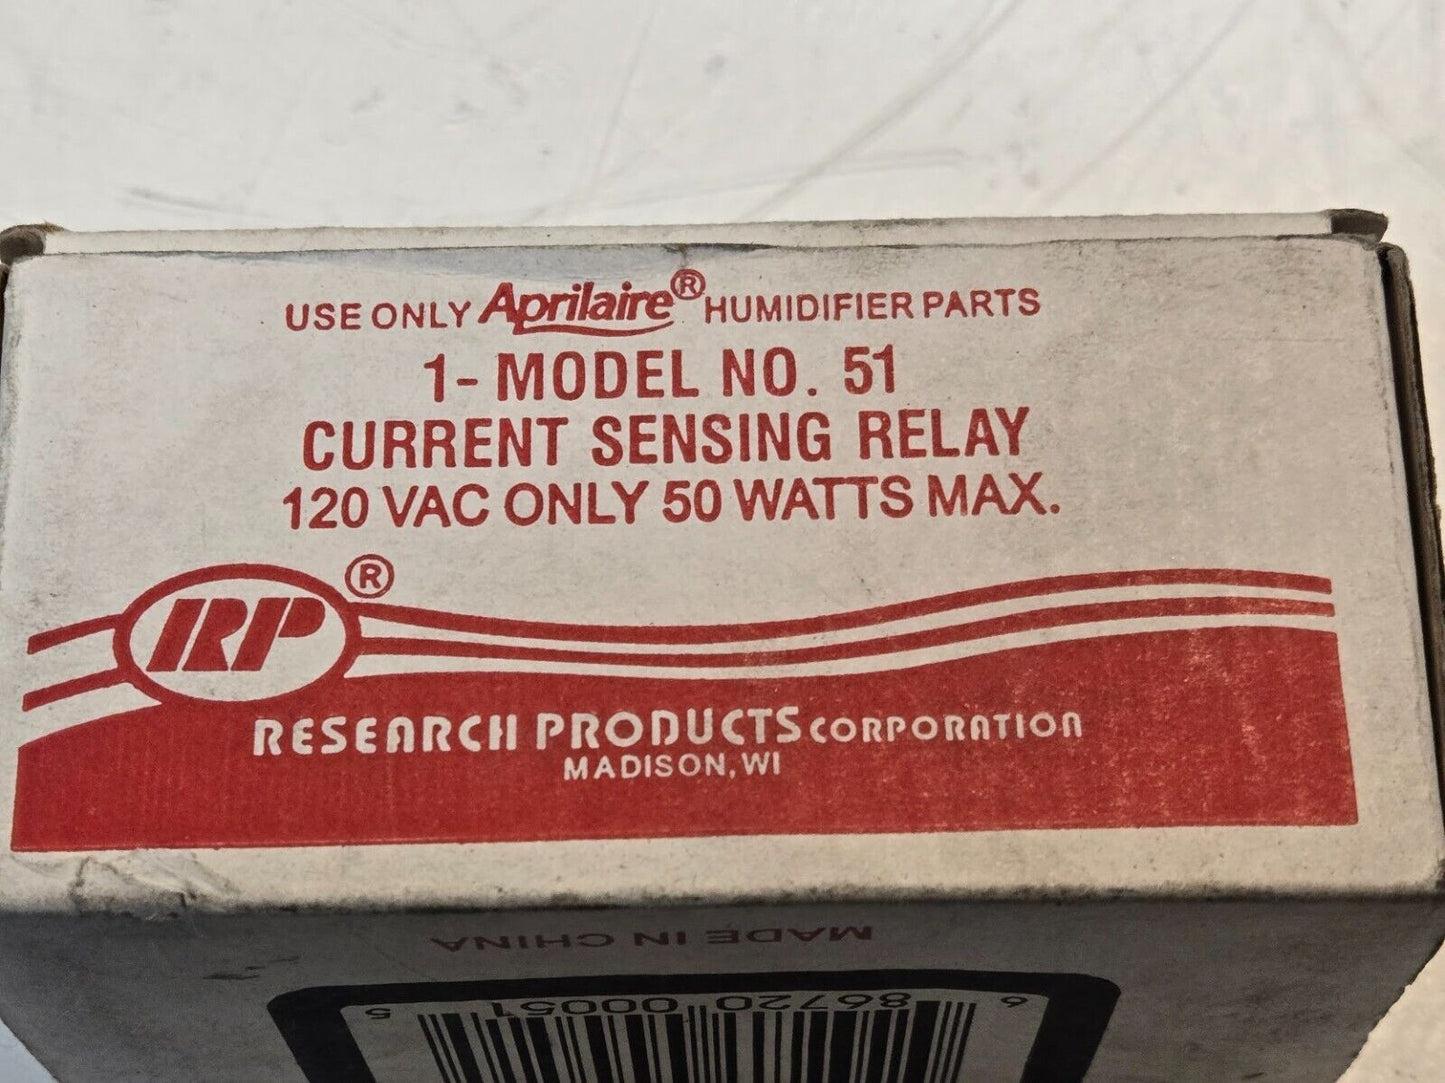 USE ONLY Aprilaire® HUMIDIFIER PARTS
1- MODEL NO. 51
CURRENT SENSING RELAY
120 VAC ONLY 50 WATTS MAX.
RP®
RESEARCH PRODUCTS CORPORATION
MADISON, WI
MADE IN CHINA
6 86720 00051 5